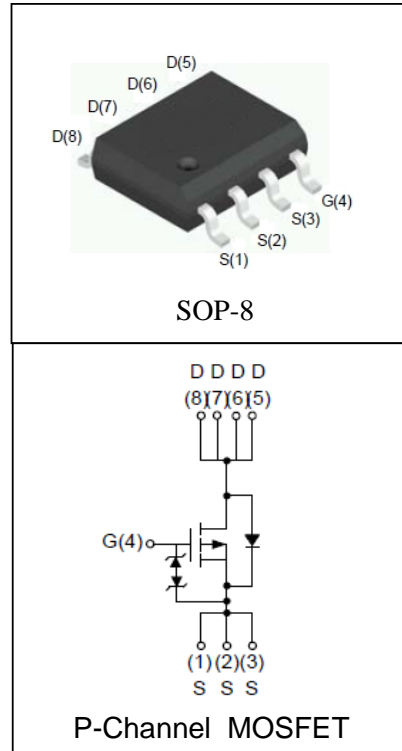 D(5)
D(6)
D(7)
D(8)
G(4)
S(3)
S(2)
S(1)
SOP-8
D D D D
(8)(7)(6)(5)
G(4)
(1) (2) (3)
S S S
P-Channel MOSFET